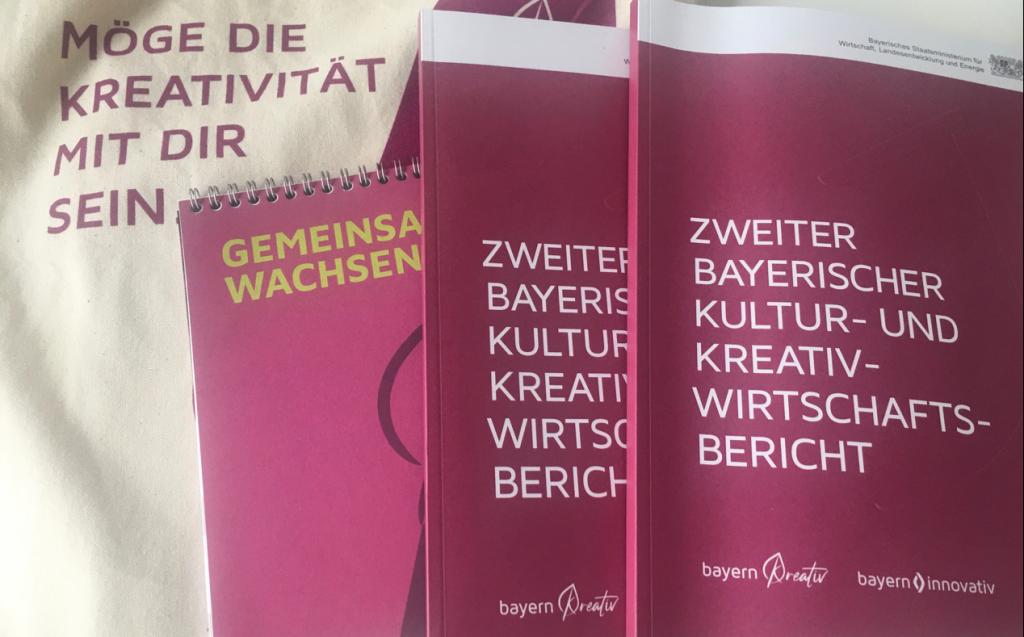 MÖGE DIE
KREATIVITÄT
MIT DIR
SEIN
GEMEINSA
WACHSEN
ZWEITER
BAYERIS
KULTUR
KREATIV
WIRTSC
BERICH
bayern kreativ
Bayerisches Staatsministerium für
Wirtschaft, Landesentwicklung und Energie
ZWEITER
BAYERISCHER
KULTUR- UND
KREATIV-
WIRTSCHAFTS-
BERICHT
bayern kreativ
bayern innovativ